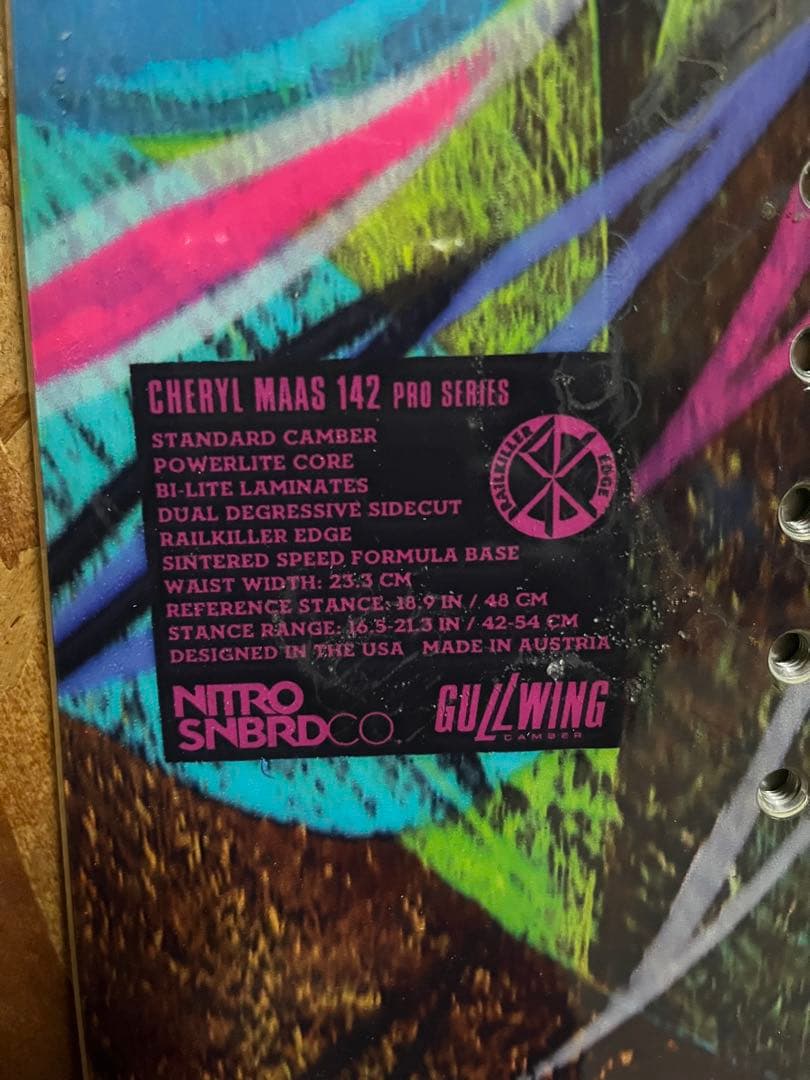 CHERYL MAAS 142 PRO SERIES
STANDARD CAMBER
POWERLITE CORE
BI-LITE LAMINATES
DUAL DEGRESSIVE SIDECUT
RAILKILLER EDGE
SINTERED SPEED FORMULA BASE
WAIST WIDTH: 23.3 CM
REFERENCE STANCE: 18.9 IN / 48 CM
STANCE RANGE: 16.5-21.3 IN / 42-54 CM
DESIGNED IN THE USA MADE IN AUSTRIA
RAILKILLER EDGE
NITRO
SNBRDCO
GULLWING
CAMBER